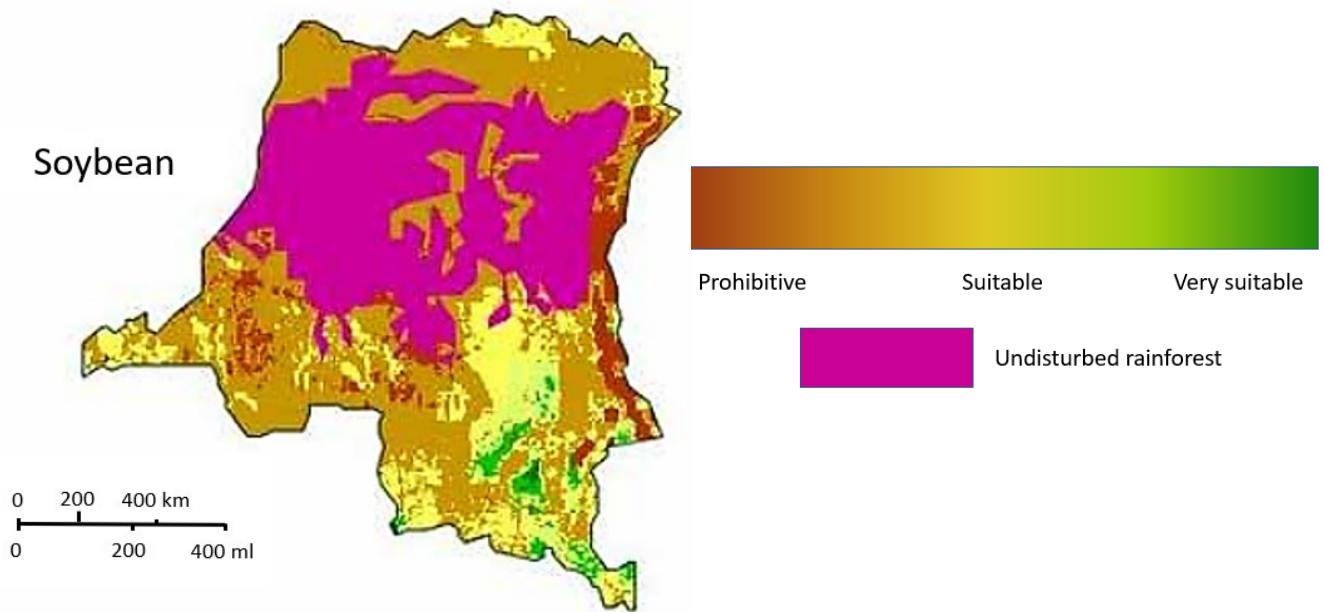 Soybean
Prohibitive Suitable Very suitable
Undisturbed rainforest
0 200 400 km
0 200 400 ml